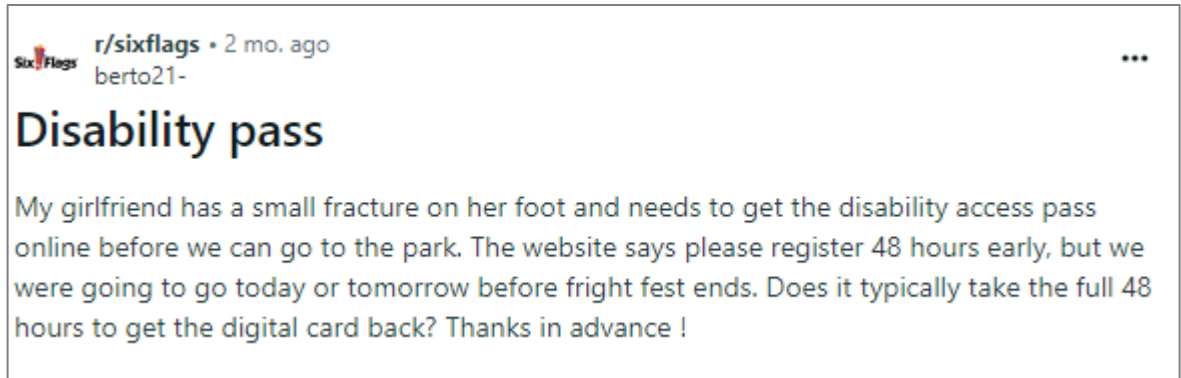 r/sixflags • 2 mo. ago
Six Flags
berto21-
Disability pass
My girlfriend has a small fracture on her foot and needs to get the disability access pass
online before we can go to the park. The website says please register 48 hours early, but we
were going to go today or tomorrow before fright fest ends. Does it typically take the full 48
hours to get the digital card back? Thanks in advance !